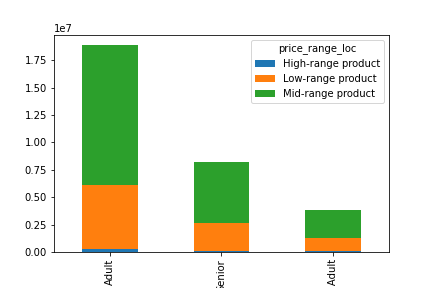 1e7
price_range_loc
High-range product
Low-range product
Mid-range product
1.75
1.50
1.25
1.00
0.75
0.50
0.25
0.00
Adult
Senior
Adult